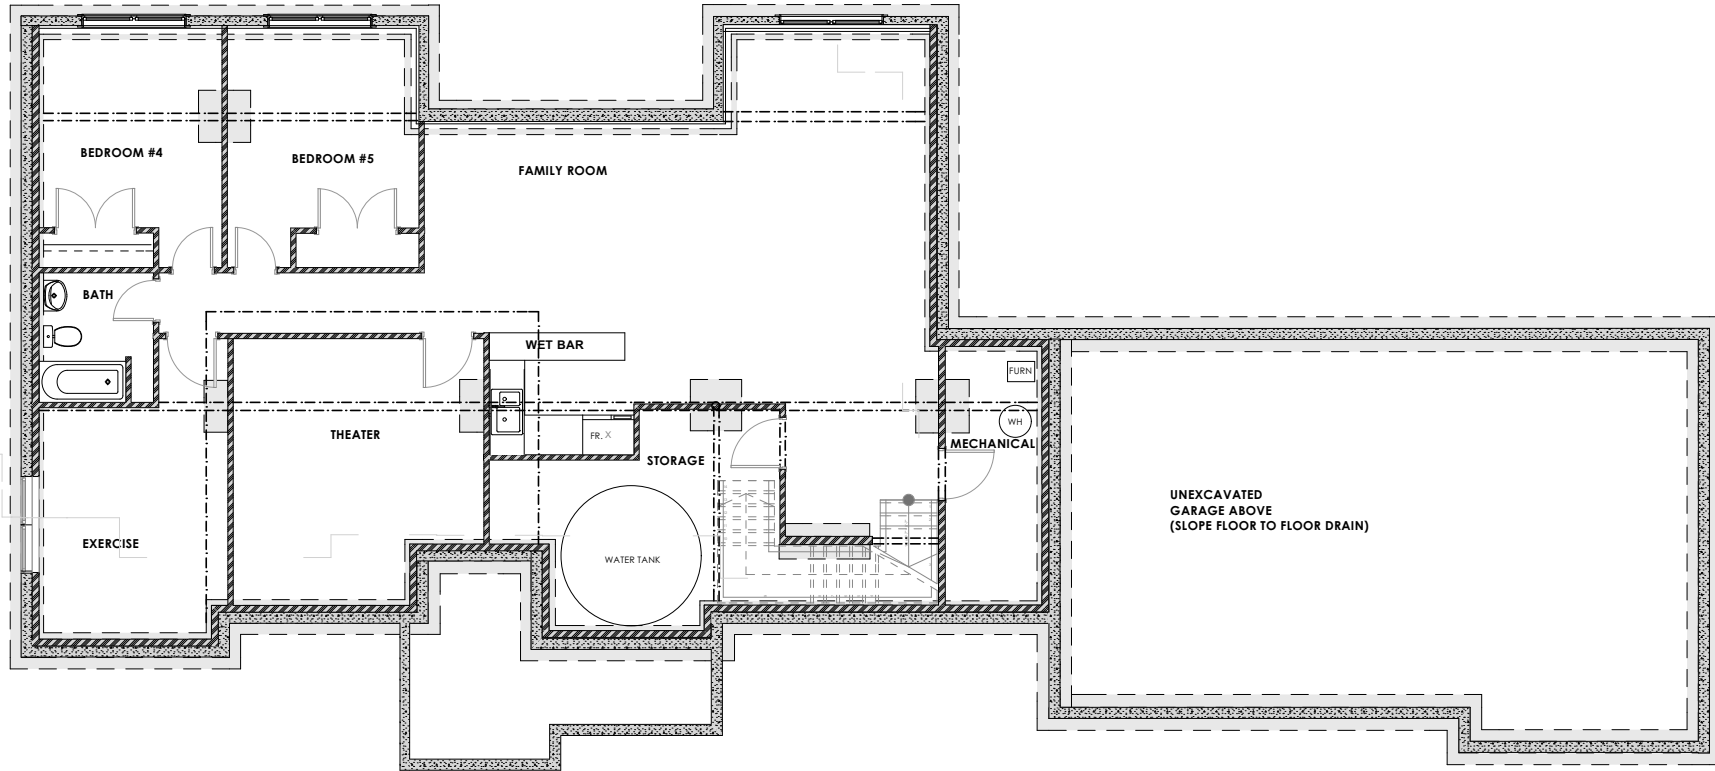 BEDROOM #4
BEDROOM #5
FAMILY ROOM
BATH
WET BAR
FURN
WH
THEATER
FR. X
MECHANICAL
STORAGE
UNEXCAVATED
GARAGE ABOVE
(SLOPE FLOOR TO FLOOR DRAIN)
EXERCISE
WATER TANK